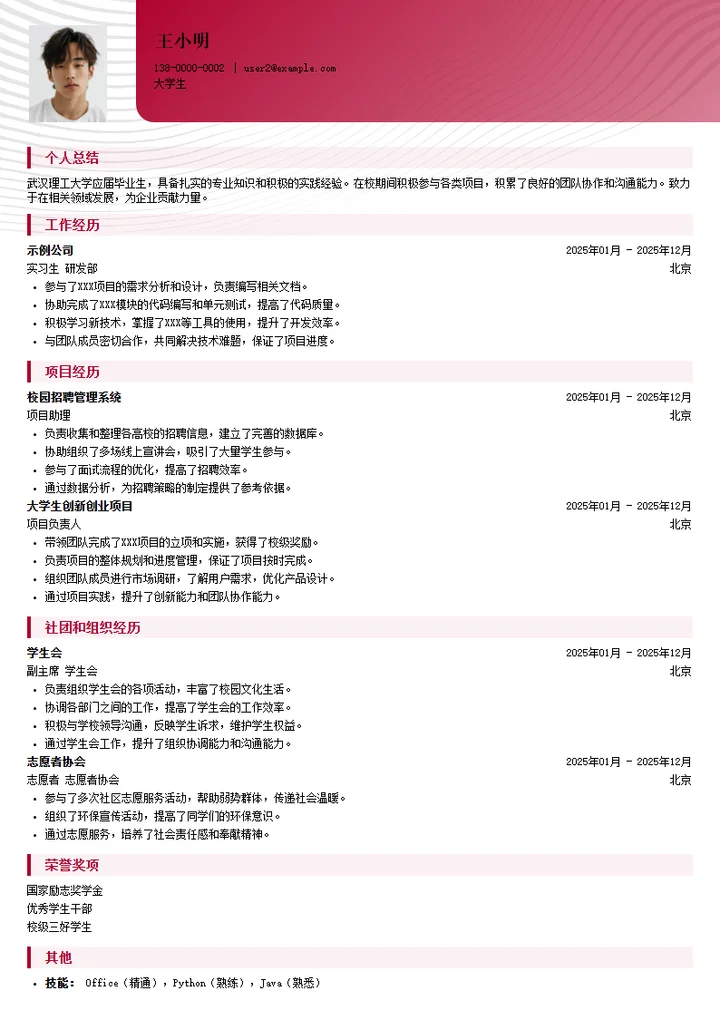 王小明
138-0000-0002 | user2@example.com
大学生
个人总结
武汉理工大学应届毕业生，具备扎实的专业知识和积极的实践经验。在校期间积极参与各类项目，积累了良好的团队协作和沟通能力。致力
于在相关领域发展，为企业贡献力量。
工作经历
示例公司 2025年01月 - 2025年12月
实习生 研发部 北京
• 参与了XXX项目的需求分析和设计，负责编写相关文档。
• 协助完成了XXX模块的代码编写和单元测试，提高了代码质量。
• 积极学习新技术，掌握了XXX等工具的使用，提升了开发效率。
• 与团队成员密切合作，共同解决技术难题，保证了项目进度。
项目经历
校园招聘管理系统 2025年01月 - 2025年12月
项目助理 北京
• 负责收集和整理各高校的招聘信息，建立了完善的数据库。
• 协助组织了多场线上宣讲会，吸引了大量学生参与。
• 参与了面试流程的优化，提高了招聘效率。
• 通过数据分析，为招聘策略的制定提供了参考依据。
大学生创新创业项目 2025年01月 - 2025年12月
项目负责人 北京
• 带领团队完成了XXX项目的立项和实施，获得了校级奖励。
• 负责项目的整体规划和进度管理，保证了项目按时完成。
• 组织团队成员进行市场调研，了解用户需求，优化产品设计。
• 通过项目实践，提升了创新能力和团队协作能力。
社团和组织经历
学生会 2025年01月 - 2025年12月
副主席 学生会 北京
• 负责组织学生会的各项活动，丰富了校园文化生活。
• 协调各部门之间的工作，提高了学生会的工作效率。
• 积极与学校领导沟通，反映学生诉求，维护学生权益。
• 通过学生会工作，提升了组织协调能力和沟通能力。
志愿者协会 2025年01月 - 2025年12月
志愿者 志愿者协会 北京
• 参与了多次社区志愿服务活动，帮助弱势群体，传递社会温暖。
• 组织了环保宣传活动，提高了同学们的环保意识。
• 通过志愿服务，培养了社会责任感和奉献精神。
荣誉奖项
国家励志奖学金
优秀学生干部
校级三好学生
其他
• 技能： Office（精通），Python（熟练），Java（熟悉）